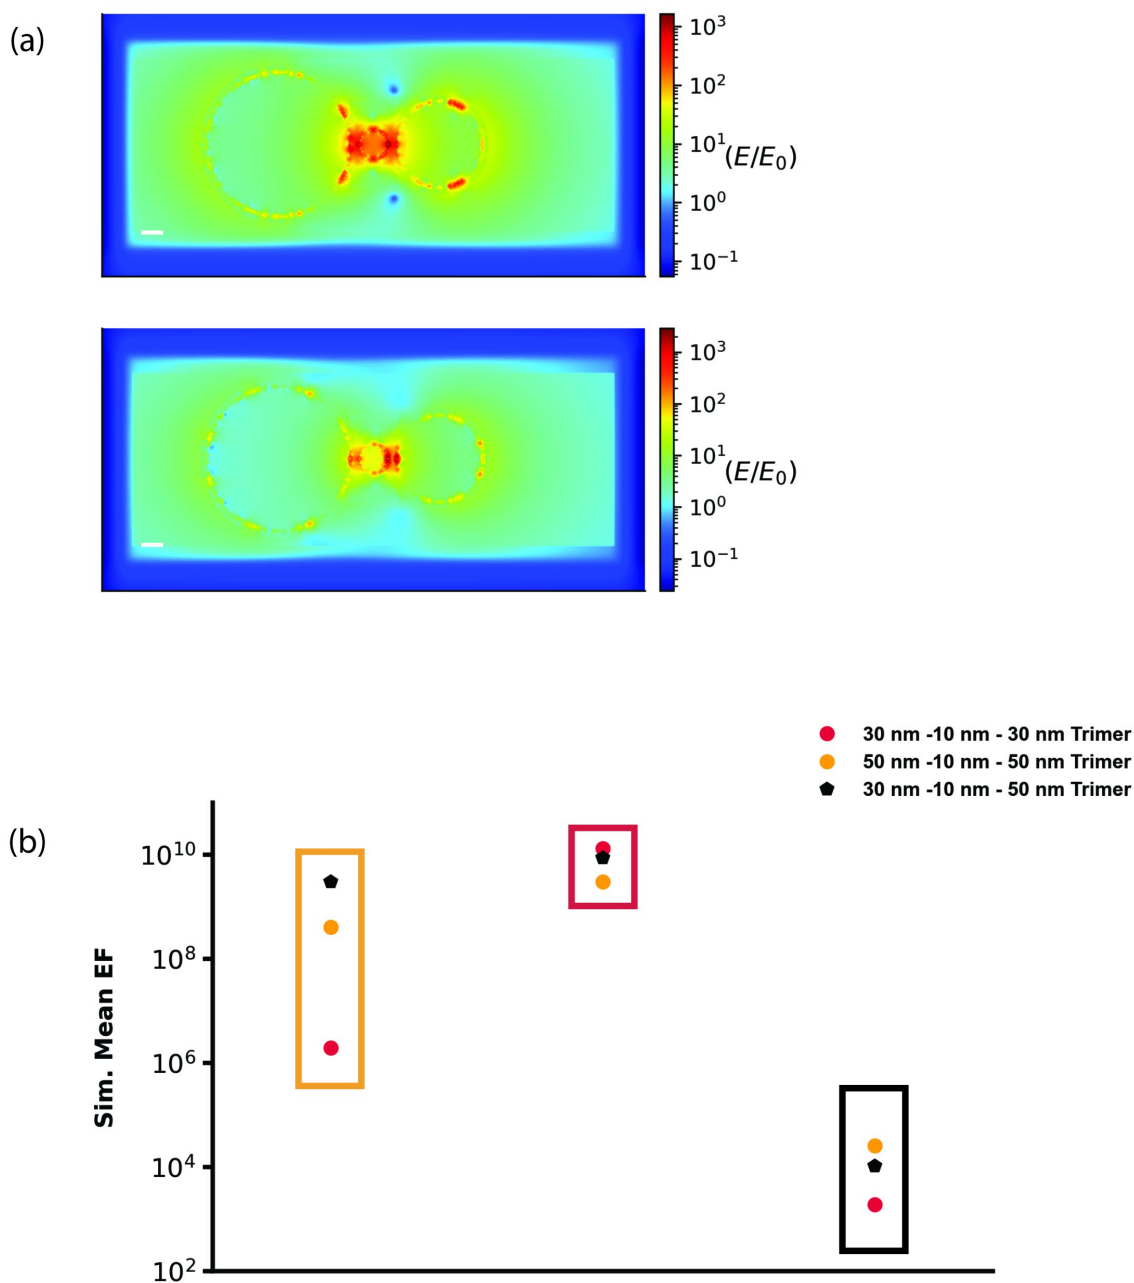 (a)
10³
10²
10¹
(E/E₀)
10⁰
10⁻¹
10³
10²
10¹
(E/E₀)
10⁰
10⁻¹
30 nm -10 nm - 30 nm Trimer
50 nm -10 nm - 50 nm Trimer
30 nm -10 nm - 50 nm Trimer
(b)
10¹⁰
10⁸
10⁶
10⁴
10²
Sim. Mean EF